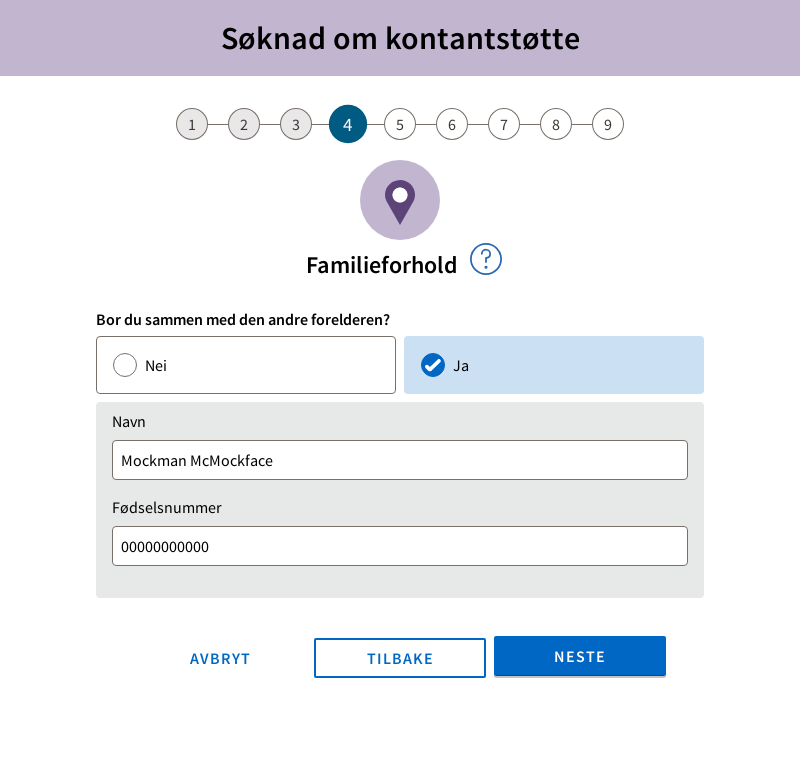 Søknad om kontantstøtte
1 2 3 4 5 6 7 8 9
Familieforhold ?
Bor du sammen med den andre forelderen?
Nei Ja
Navn
Mockman McMockface
Fødselsnummer
00000000000
AVBRYT TILBAKE NESTE